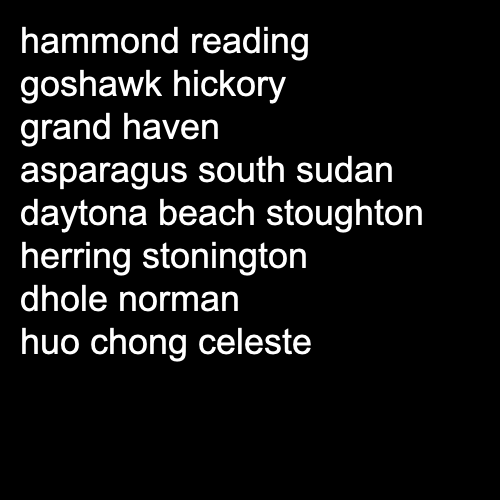 hammond reading
goshawk hickory
grand haven
asparagus south sudan
daytona beach stoughton
herring stonington
dhole norman
huo chong celeste